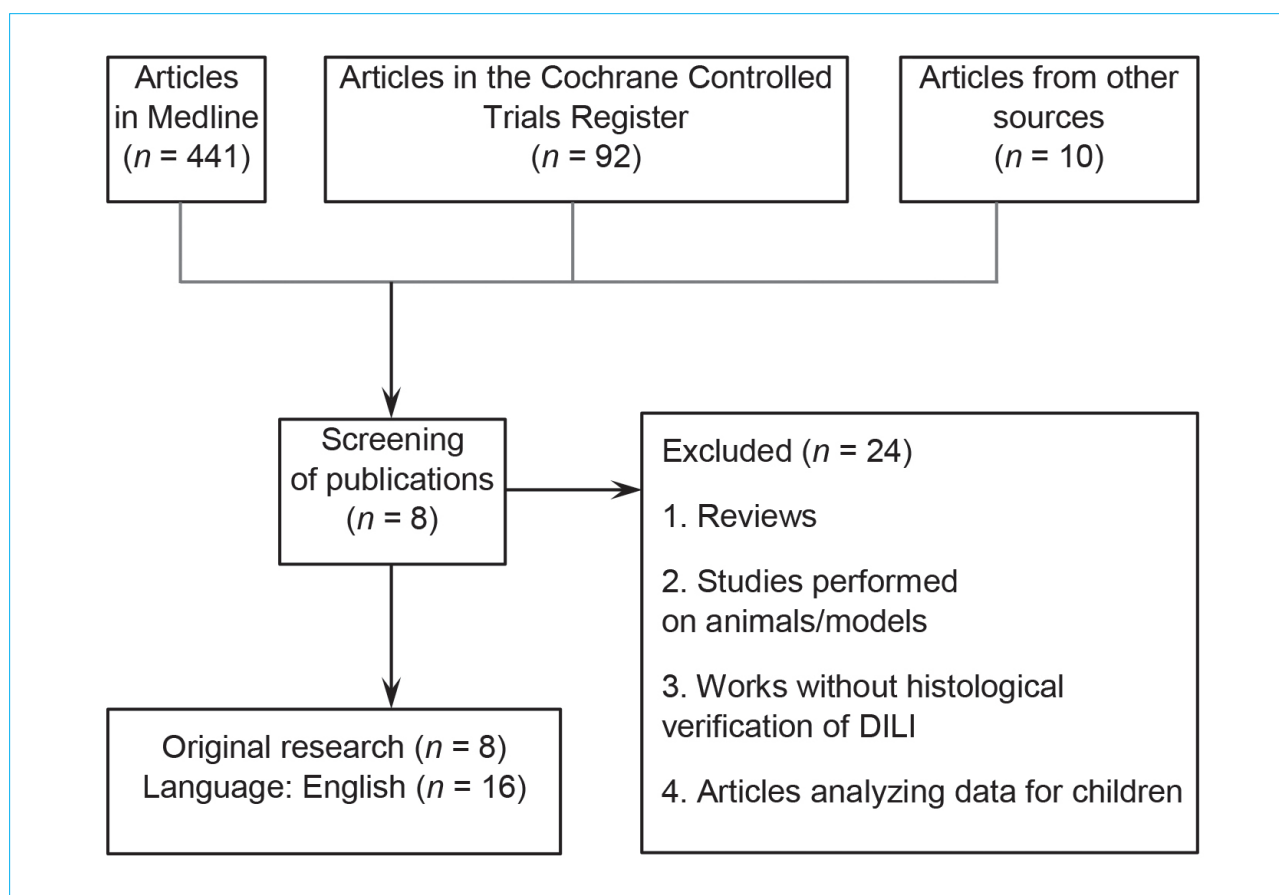 Articles
in Medline
(n = 441)
Articles in the Cochrane Controlled
Trials Register
(n = 92)
Articles from other
sources
(n = 10)
Screening
of publications
(n = 8)
Excluded (n = 24)
1. Reviews
2. Studies performed
on animals/models
3. Works without histological
verification of DILI
4. Articles analyzing data for children
Original research (n = 8)
Language: English (n = 16)